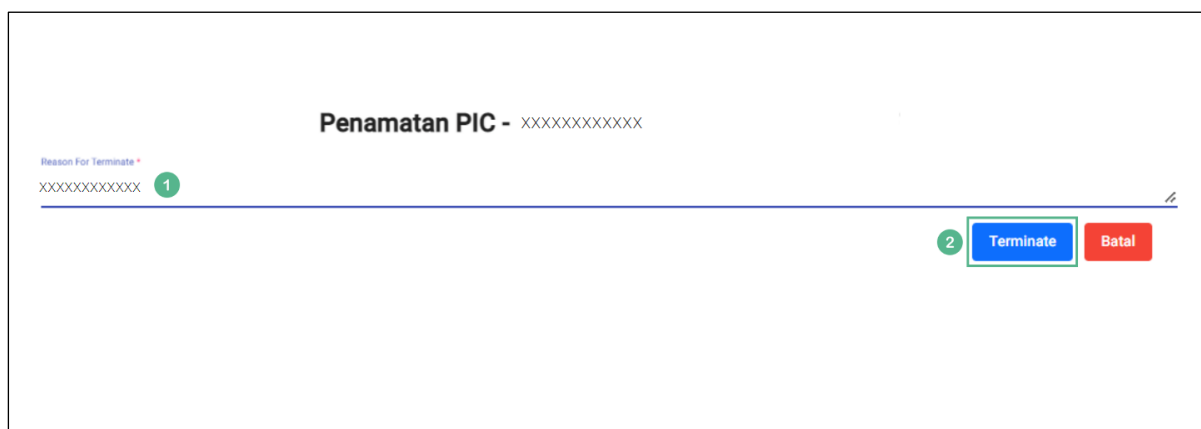 Penamatan PIC - XXXXXXXXXXXX
Reason For Terminate *
XXXXXXXXXXXX 1
2 Terminate Batal